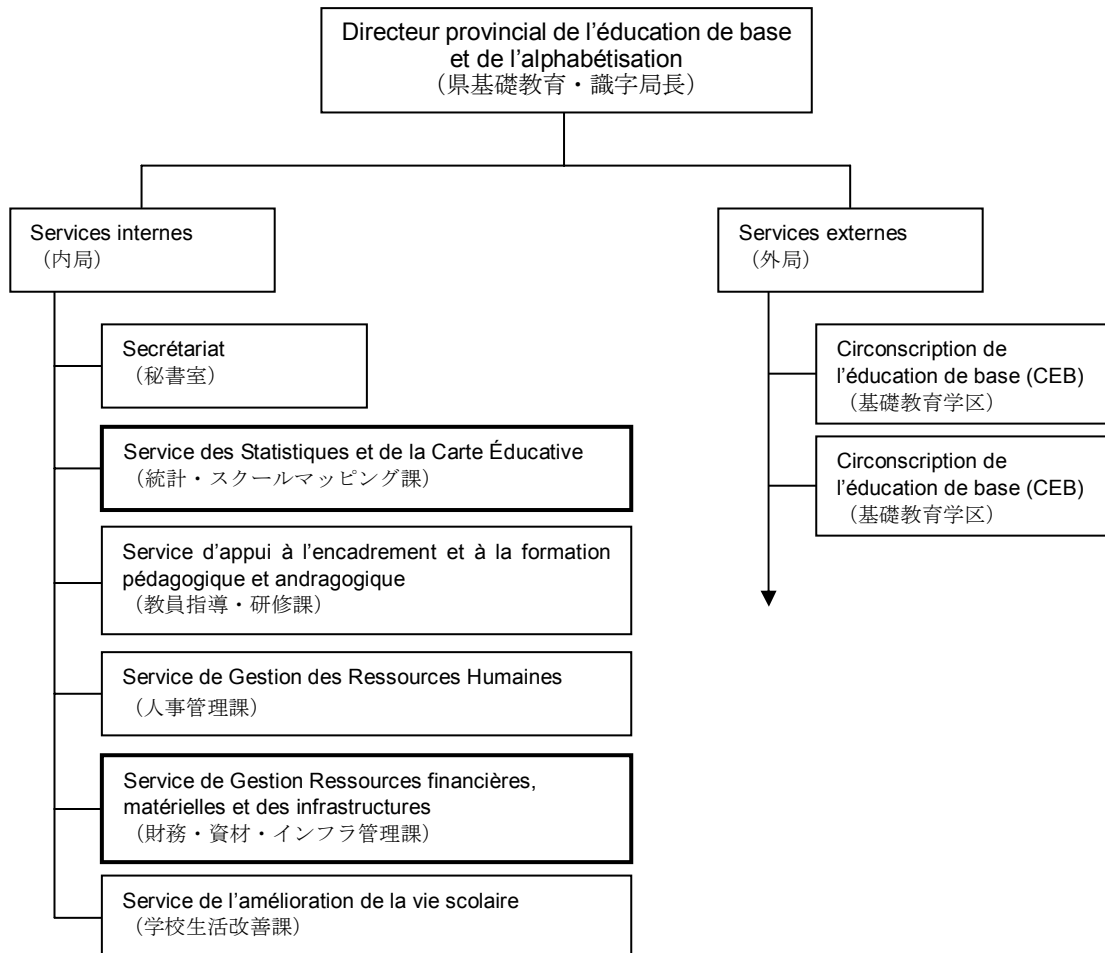 Directeur provincial de l'éducation de base
et de l'alphabétisation
（県基礎教育・識字局長）
Services internes
（内局）
Services externes
（外局）
Secrétariat
（秘書室）
Service des Statistiques et de la Carte Éducative
（統計・スクールマッピング課）
Service d'appui à l'encadrement et à la formation
pédagogique et andragogique
（教員指導・研修課）
Service de Gestion des Ressources Humaines
（人事管理課）
Service de Gestion Ressources financières,
matérielles et des infrastructures
（財務・資材・インフラ管理課）
Service de l'amélioration de la vie scolaire
（学校生活改善課）
Circonscription de
l'éducation de base (CEB)
（基礎教育学区）
Circonscription de
l'éducation de base (CEB)
（基礎教育学区）